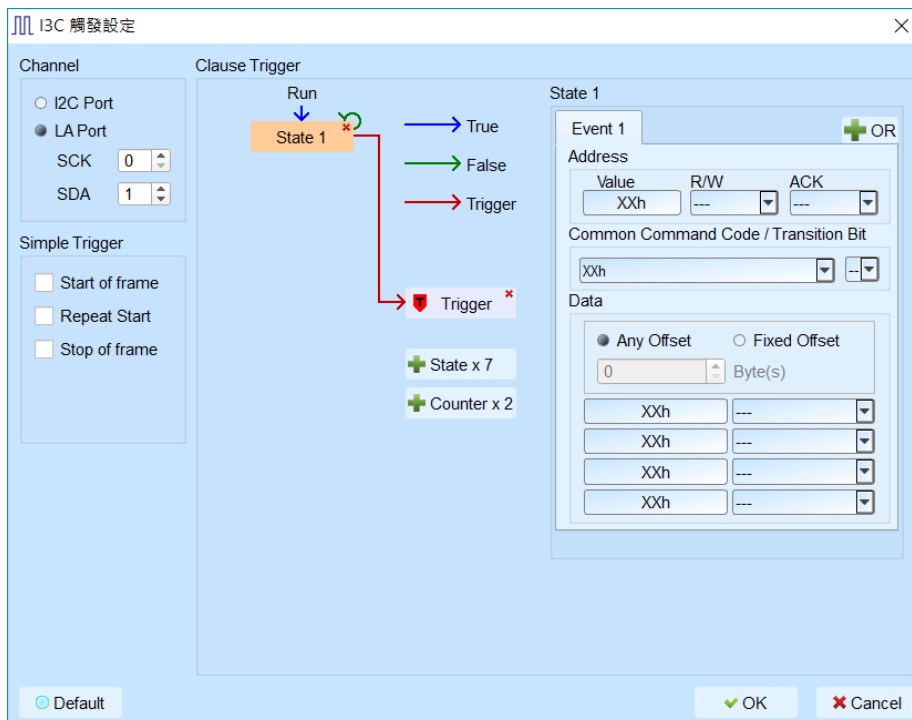 I3C 觸發設定
Channel
I2C Port
LA Port
SCK 0
SDA 1
Simple Trigger
Start of frame
Repeat Start
Stop of frame
Clause Trigger
Run
State 1
True
False
Trigger
Trigger
State x 7
Counter x 2
State 1
Event 1
OR
Address
Value R/W ACK
XXh --- ---
Common Command Code / Transition Bit
XXh --
Data
Any Offset Fixed Offset
0 Byte(s)
XXh ---
XXh ---
XXh ---
XXh ---
Default
OK
Cancel